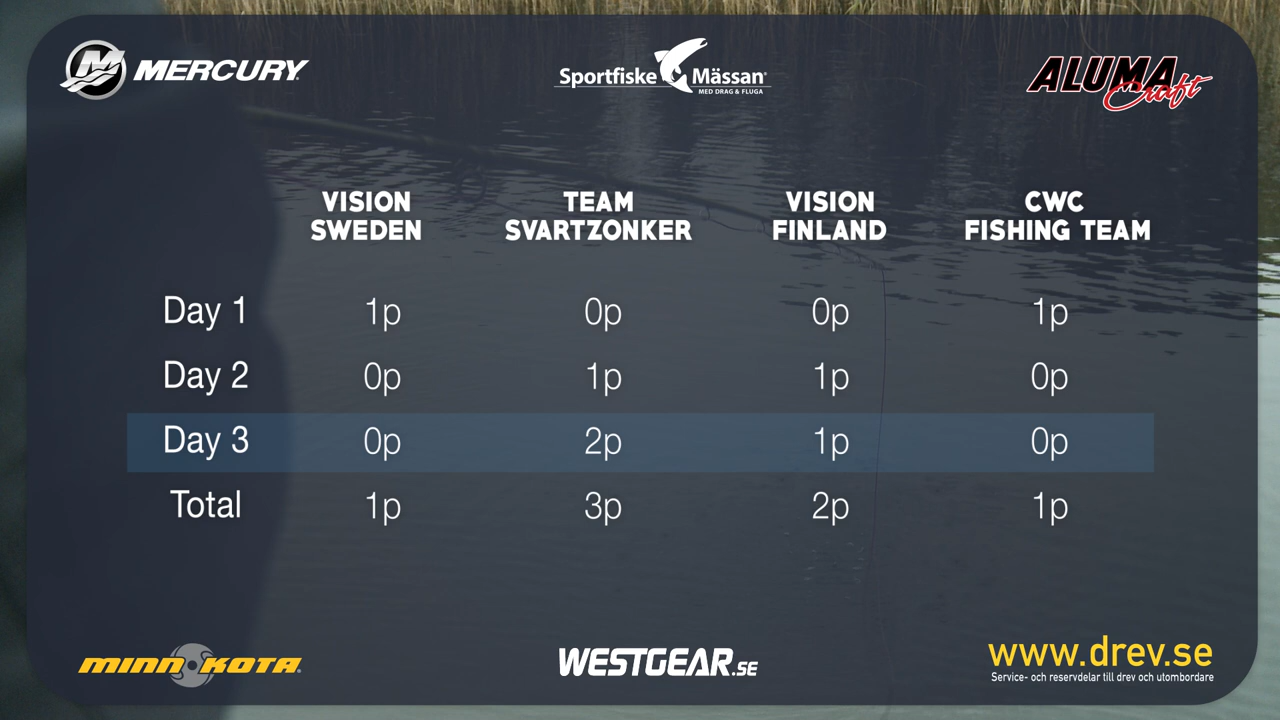 MERCURY
Sportfiske Mässan
MED DRAG & FLUGA
ALUMA
Craft
VISION SWEDEN
TEAM SVARTZONKER
VISION FINLAND
CWC FISHING TEAM
Day 1 1p 0p 0p 1p
Day 2 0p 1p 1p 0p
Day 3 0p 2p 1p 0p
Total 1p 3p 2p 1p
MINN KOTA
WESTGEAR.SE
www.drev.se
Service- och reservdelar till drev och utombordare